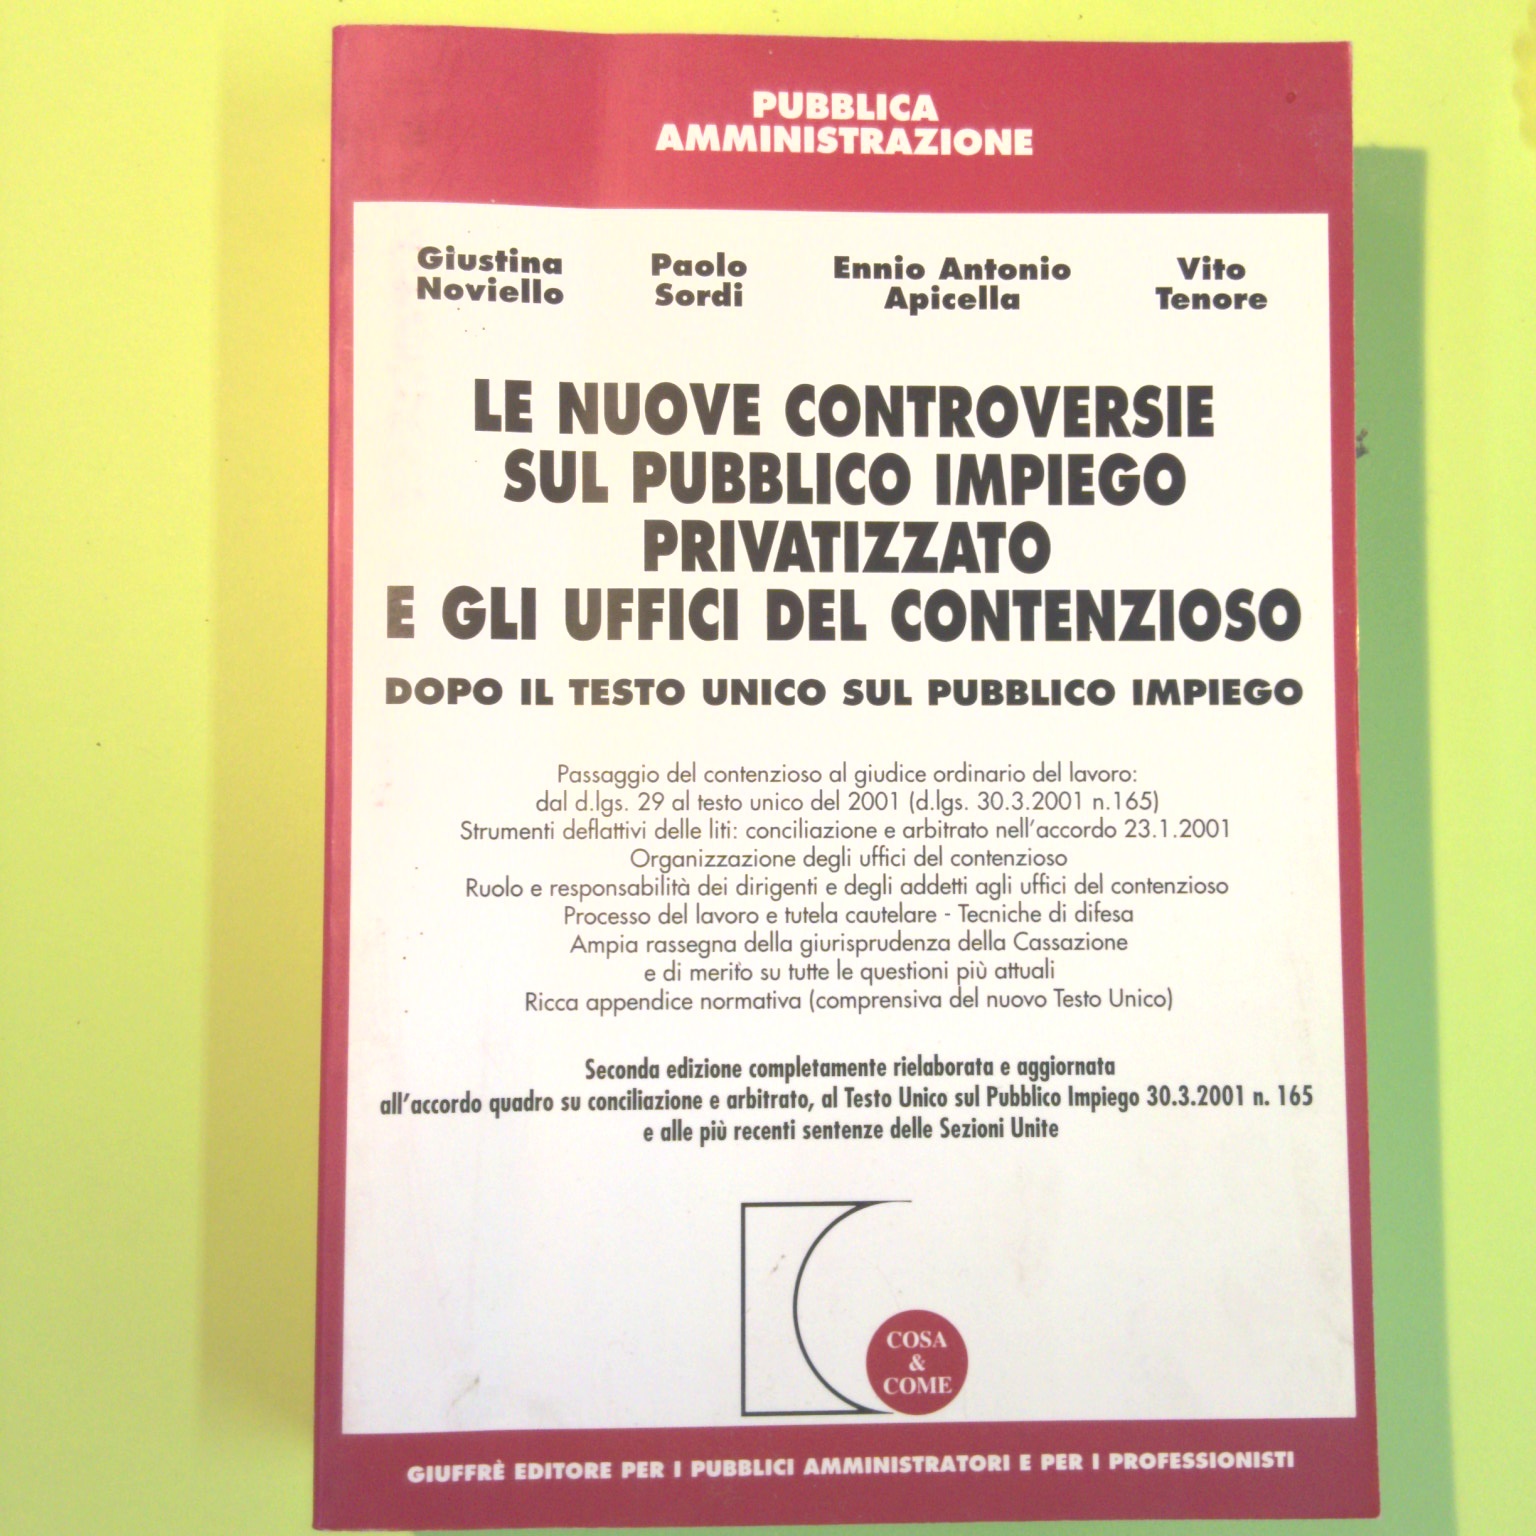 PUBBLICA
AMMINISTRAZIONE
Giustina Noviello
Paolo Sordi
Ennio Antonio Apicella
Vito Tenore
LE NUOVE CONTROVERSIE
SUL PUBBLICO IMPIEGO
PRIVATIZZATO
E GLI UFFICI DEL CONTENZIOSO
DOPO IL TESTO UNICO SUL PUBBLICO IMPIEGO
Passaggio del contenzioso al giudice ordinario del lavoro:
dal d.lgs. 29 al testo unico del 2001 (d.lgs. 30.3.2001 n.165)
Strumenti deflattivi delle liti: conciliazione e arbitrato nell'accordo 23.1.2001
Organizzazione degli uffici del contenzioso
Ruolo e responsabilità dei dirigenti e degli addetti agli uffici del contenzioso
Processo del lavoro e tutela cautelare - Tecniche di difesa
Ampia rassegna della giurisprudenza della Cassazione
e di merito su tutte le questioni più attuali
Ricca appendice normativa (comprensiva del nuovo Testo Unico)
Seconda edizione completamente rielaborata e aggiornata
all'accordo quadro su conciliazione e arbitrato, al Testo Unico sul Pubblico Impiego 30.3.2001 n. 165
e alle più recenti sentenze delle Sezioni Unite
COSA
&
COME
GIUFFRÈ EDITORE PER I PUBBLICI AMMINISTRATORI E PER I PROFESSIONISTI